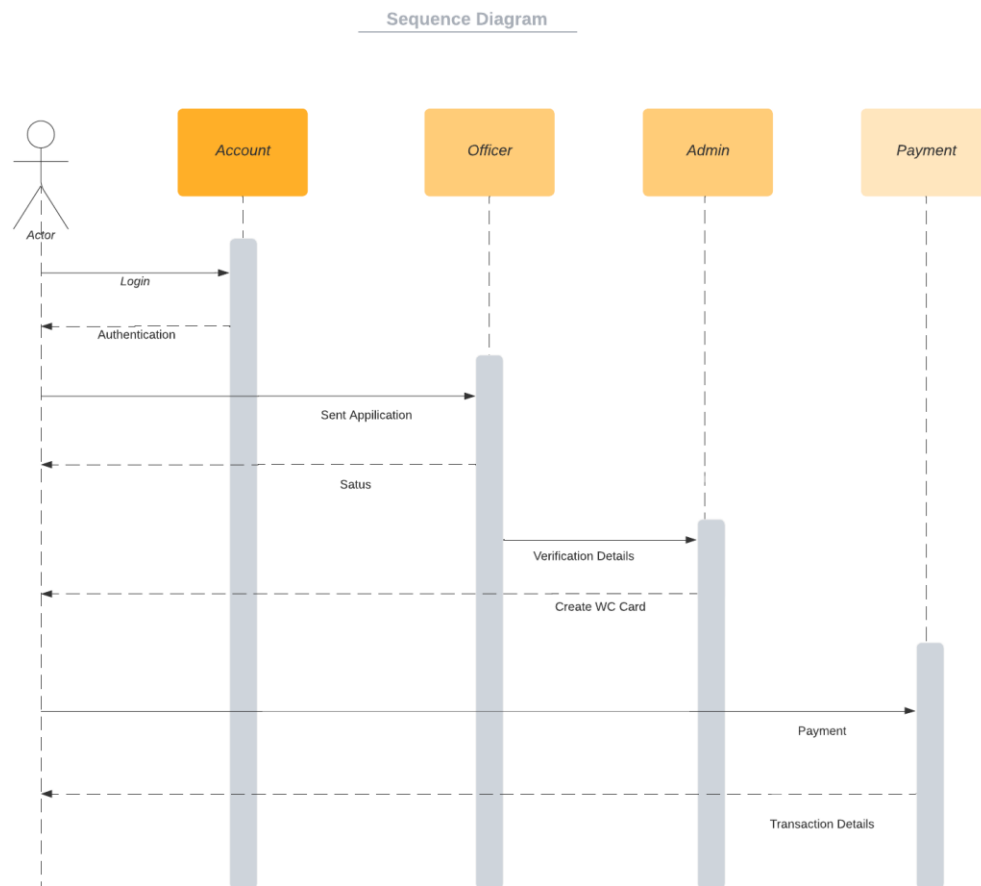 Sequence Diagram
Account
Officer
Admin
Payment
Actor
Login
Authentication
Sent Appilication
Satus
Verification Details
Create WC Card
Payment
Transaction Details